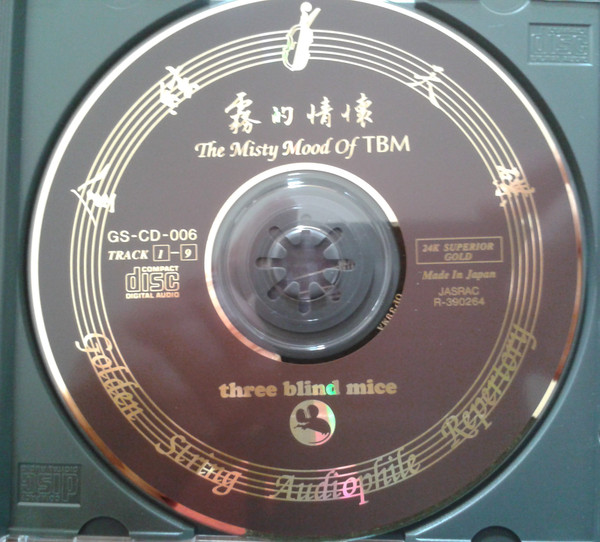 天
霧的情懷
The Misty Mood Of TBM
GS-CD-006
TRACK 1-9
COMPACT
disc
DIGITAL AUDIO
24K SUPERIOR
GOLD
Made In Japan
JASRAC
R-390264
three blind mice
Golden String Audiophile Repertory